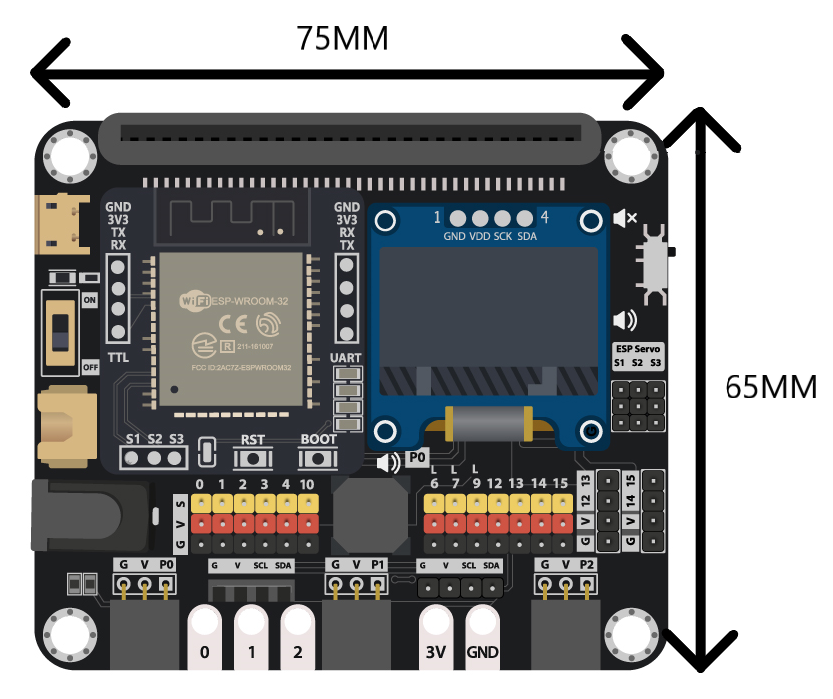 75MM
65MM
GND
3V3
TX
RX
TTL
GND
3V3
RX
TX
UART
WiFi ESP-WROOM-32
CE
R 211-161007
FCC ID:2AC7Z-ESPWROOM32
1 4
GND VDD SCK SDA
ON
OFF
ESP Servo
S1 S2 S3
S1 S2 S3
RST
BOOT
P0
L L L
0 1 2 3 4 10
6 7 9 12 13 14 15
S
V
G
13
12
V
G
15
14
V
G
G V P0
G V SCL SDA
G V P1
G V SCL SDA
G V P2
0 1 2 3V GND